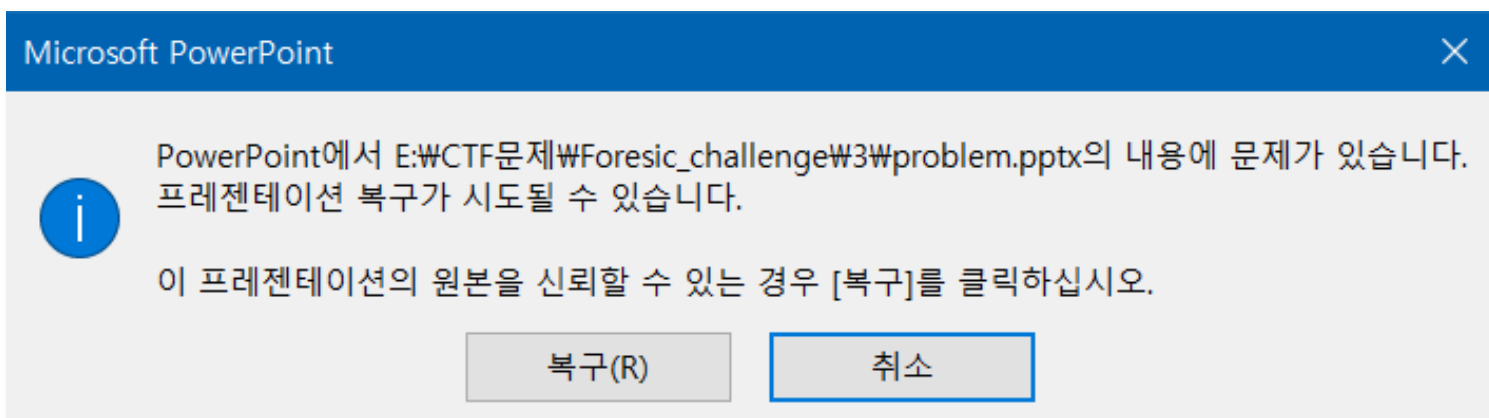 Microsoft PowerPoint
PowerPoint에서 E:₩CTF문제₩Foresic_challenge₩3₩problem.pptx의 내용에 문제가 있습니다.
프레젠테이션 복구가 시도될 수 있습니다.
이 프레젠테이션의 원본을 신뢰할 수 있는 경우 [복구]를 클릭하십시오.
복구(R)
취소